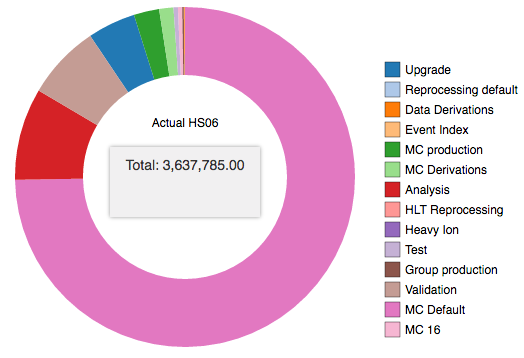 Actual HS06
Total: 3,637,785.00
Upgrade
Reprocessing default
Data Derivations
Event Index
MC production
MC Derivations
Analysis
HLT Reprocessing
Heavy Ion
Test
Group production
Validation
MC Default
MC 16